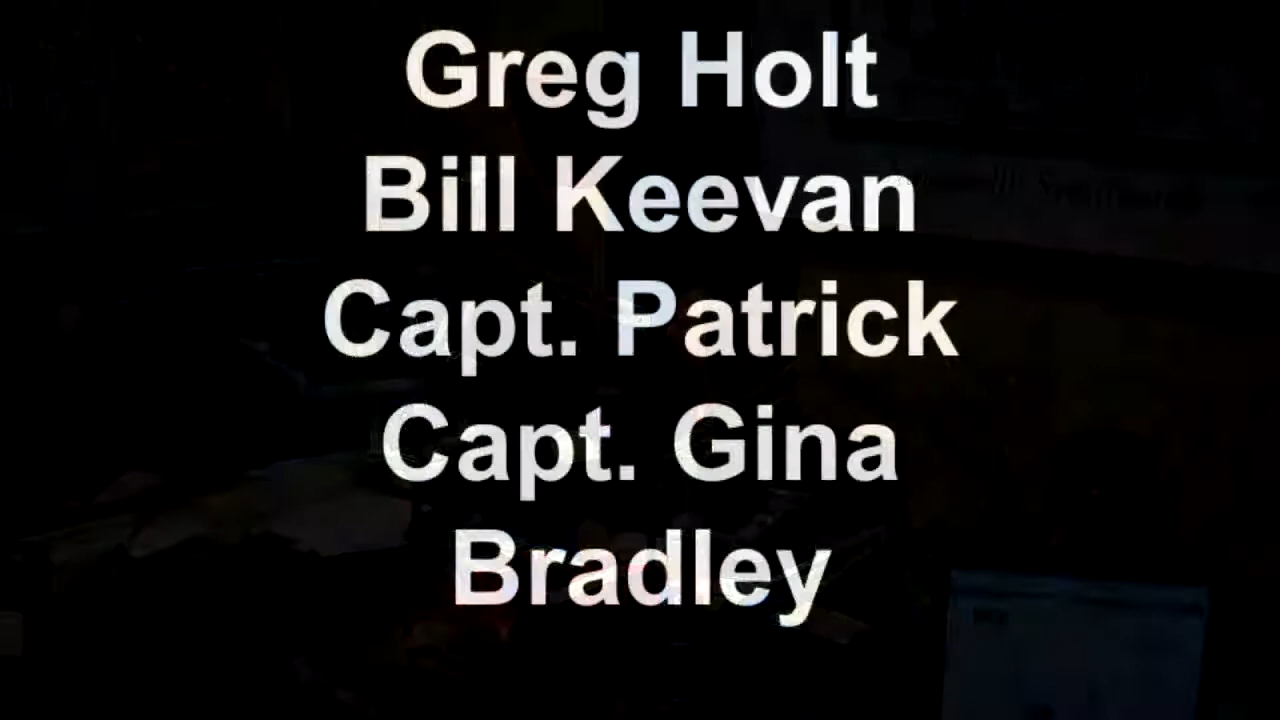 Greg Holt
Bill Keevan
Capt. Patrick
Capt. Gina
Bradley